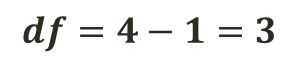 df = 4 − 1 = 3